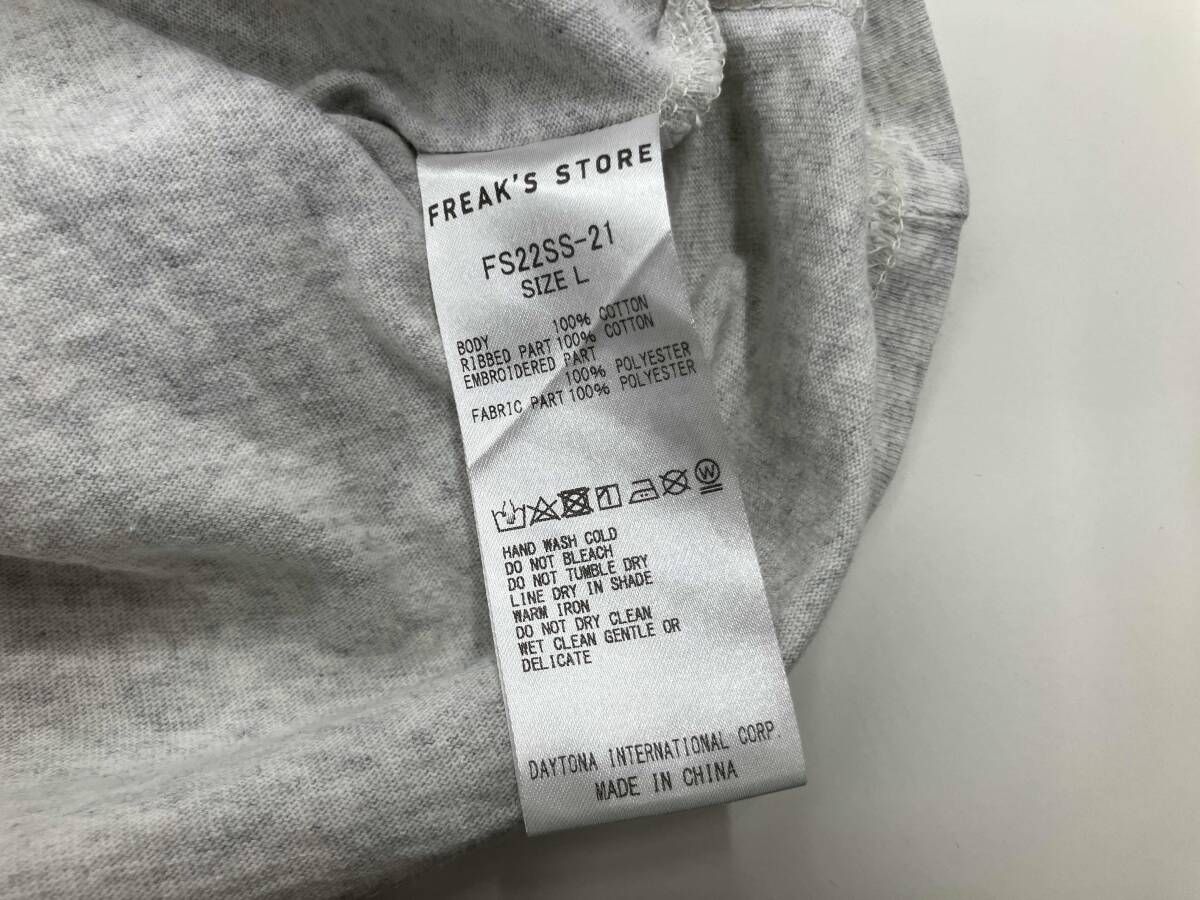 FREAK'S STORE
FS22SS-21
SIZE L
BODY 100% COTTON
RIBBED PART 100% COTTON
EMBROIDERED PART
100% POLYESTER
FABRIC PART 100% POLYESTER
W
HAND WASH COLD
DO NOT BLEACH
DO NOT TUMBLE DRY
LINE DRY IN SHADE
WARM IRON
DO NOT DRY CLEAN
WET CLEAN GENTLE OR
DELICATE
DAYTONA INTERNATIONAL CORP.
MADE IN CHINA